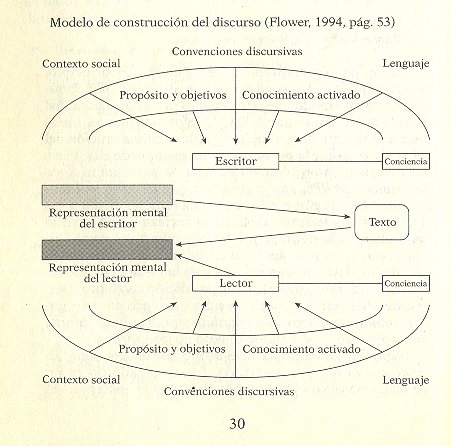 Modelo de construcción del discurso (Flower, 1994, pág. 53)
Convenciones discursivas
Contexto social
Lenguaje
Propósito y objetivos
Conocimiento activado
Escritor
Conciencia
Representación mental
del escritor
Texto
Representación mental
del lector
Lector
Conciencia
Propósito y objetivos
Conocimiento activado
Contexto social
Lenguaje
Convénciones discursivas
30